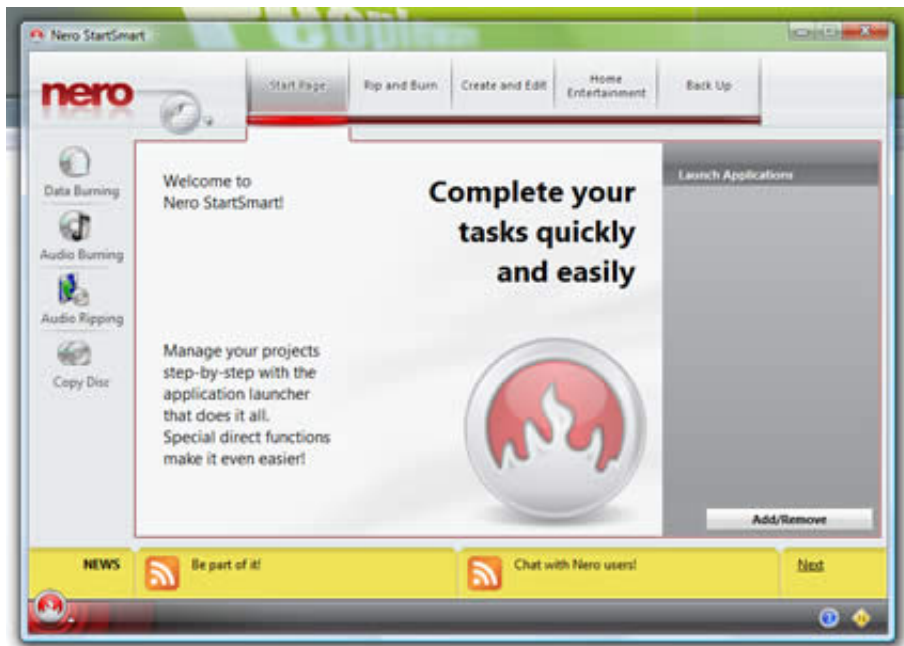 Nero StartSmart
nero
Start Page
Rip and Burn
Create and Edit
Home
Entertainment
Back Up
Data Burning
Audio Burning
Audio Ripping
Copy Disc
Welcome to
Nero StartSmart!
Complete your
tasks quickly
and easily
Manage your projects
step-by-step with the
application launcher
that does it all.
Special direct functions
make it even easier!
Launch Applications
Add/Remove
NEWS
Be part of it!
Chat with Nero users!
Next